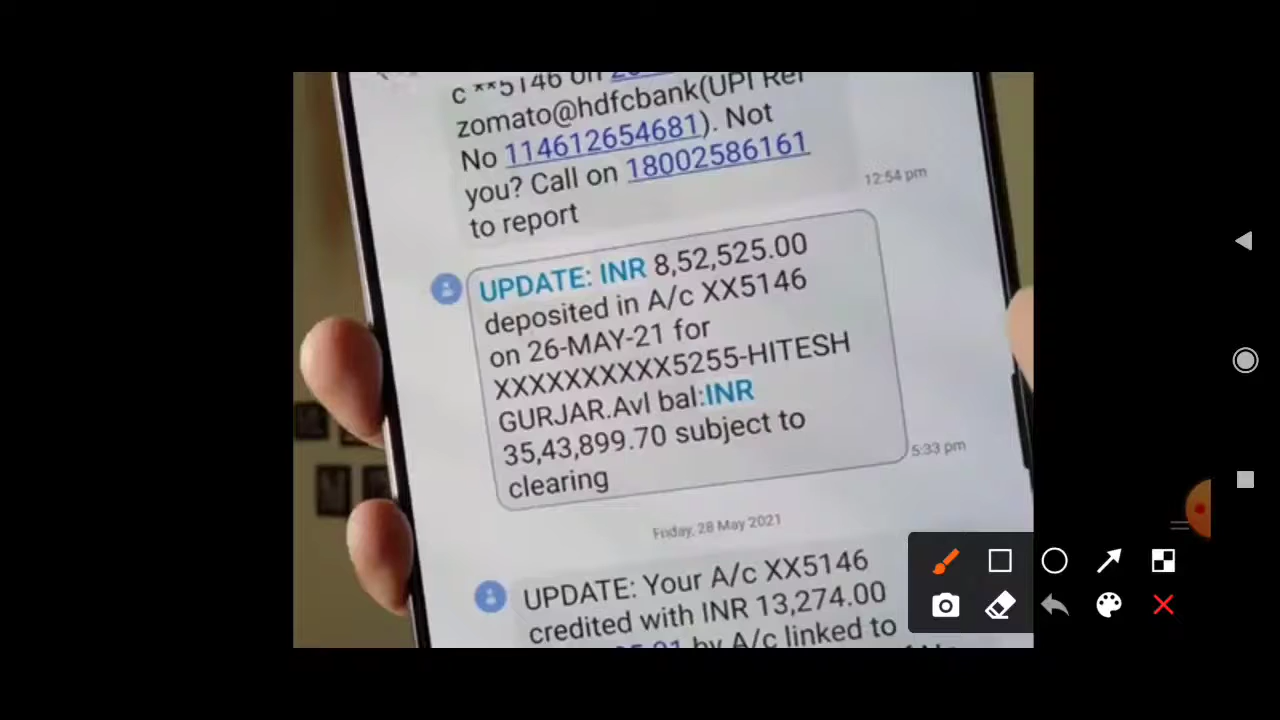 c **5146 on
zomato@hdfcbank(UPI Ref
No 114612654681). Not
you? Call on 18002586161
to report
12:54 pm
UPDATE: INR 8,52,525.00
deposited in A/c XX5146
on 26-MAY-21 for
XXXXXXXXXX5255-HITESH
GURJAR.Avl bal:INR
35,43,899.70 subject to
clearing
5:33 pm
Friday, 28 May 2021
UPDATE: Your A/c XX5146
credited with INR 13,274.00
by A/c linked to